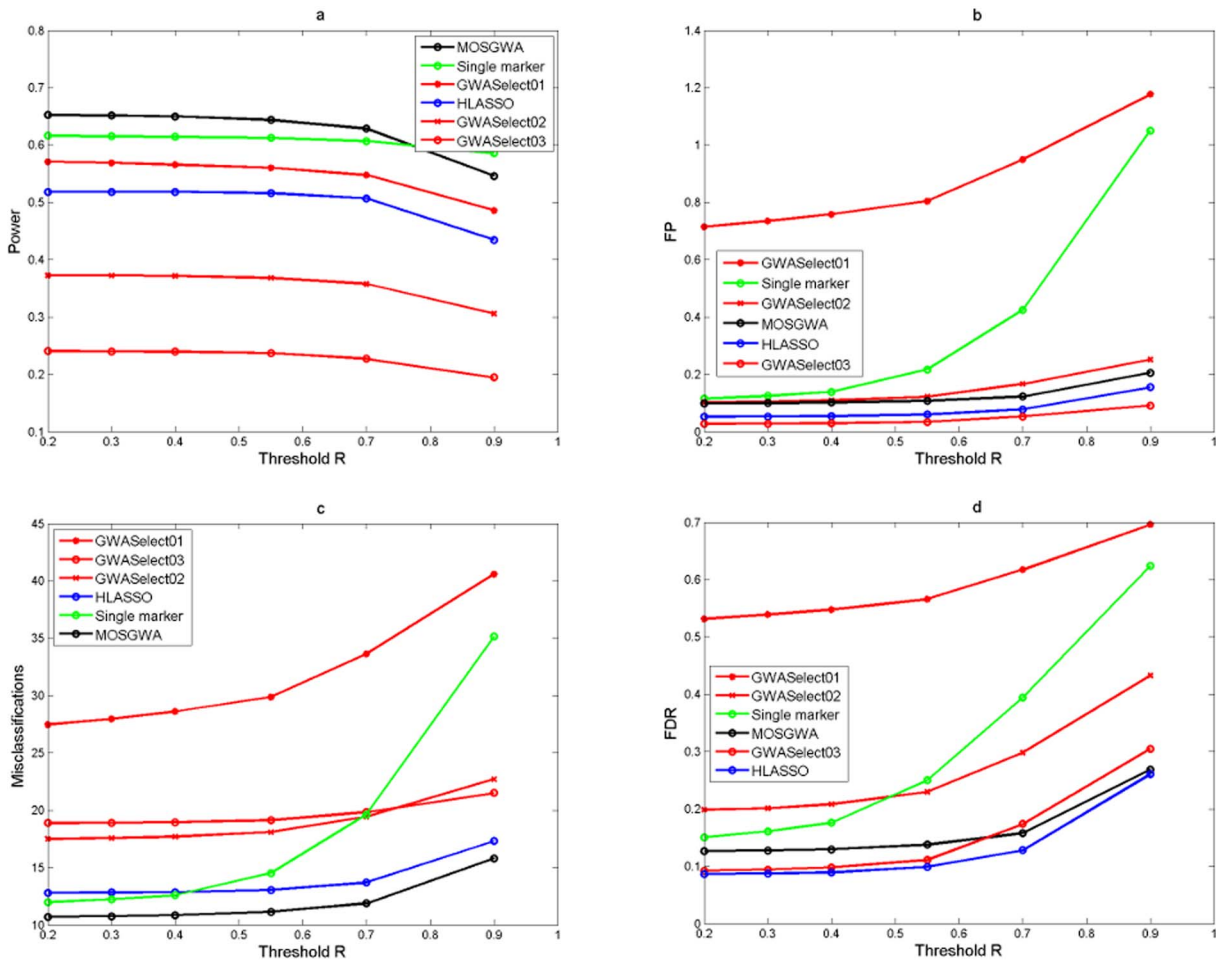 a
0.8
0.7
0.6
0.5
0.4
0.3
0.2
0.1
Power
MOSGWA
Single marker
GWASelect01
HLASSO
GWASelect02
GWASelect03
0.2 0.3 0.4 0.5 0.6 0.7 0.8 0.9 1
Threshold R
b
1.4
1.2
1
0.8
0.6
0.4
0.2
0
FP
GWASelect01
Single marker
GWASelect02
MOSGWA
HLASSO
GWASelect03
0.2 0.3 0.4 0.5 0.6 0.7 0.8 0.9 1
Threshold R
c
45
40
35
30
25
20
15
10
Misclassifications
GWASelect01
GWASelect03
GWASelect02
HLASSO
Single marker
MOSGWA
0.2 0.3 0.4 0.5 0.6 0.7 0.8 0.9 1
Threshold R
d
0.7
0.6
0.5
0.4
0.3
0.2
0.1
0
FDR
GWASelect01
GWASelect02
Single marker
MOSGWA
GWASelect03
HLASSO
0.2 0.3 0.4 0.5 0.6 0.7 0.8 0.9 1
Threshold R